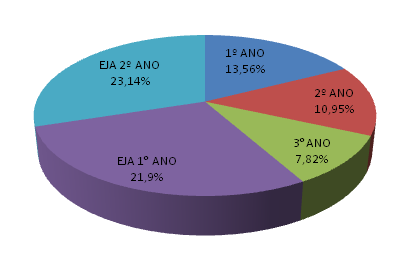 1º ANO
13,56%
2º ANO
10,95%
3º ANO
7,82%
EJA 1º ANO
21,9%
EJA 2º ANO
23,14%